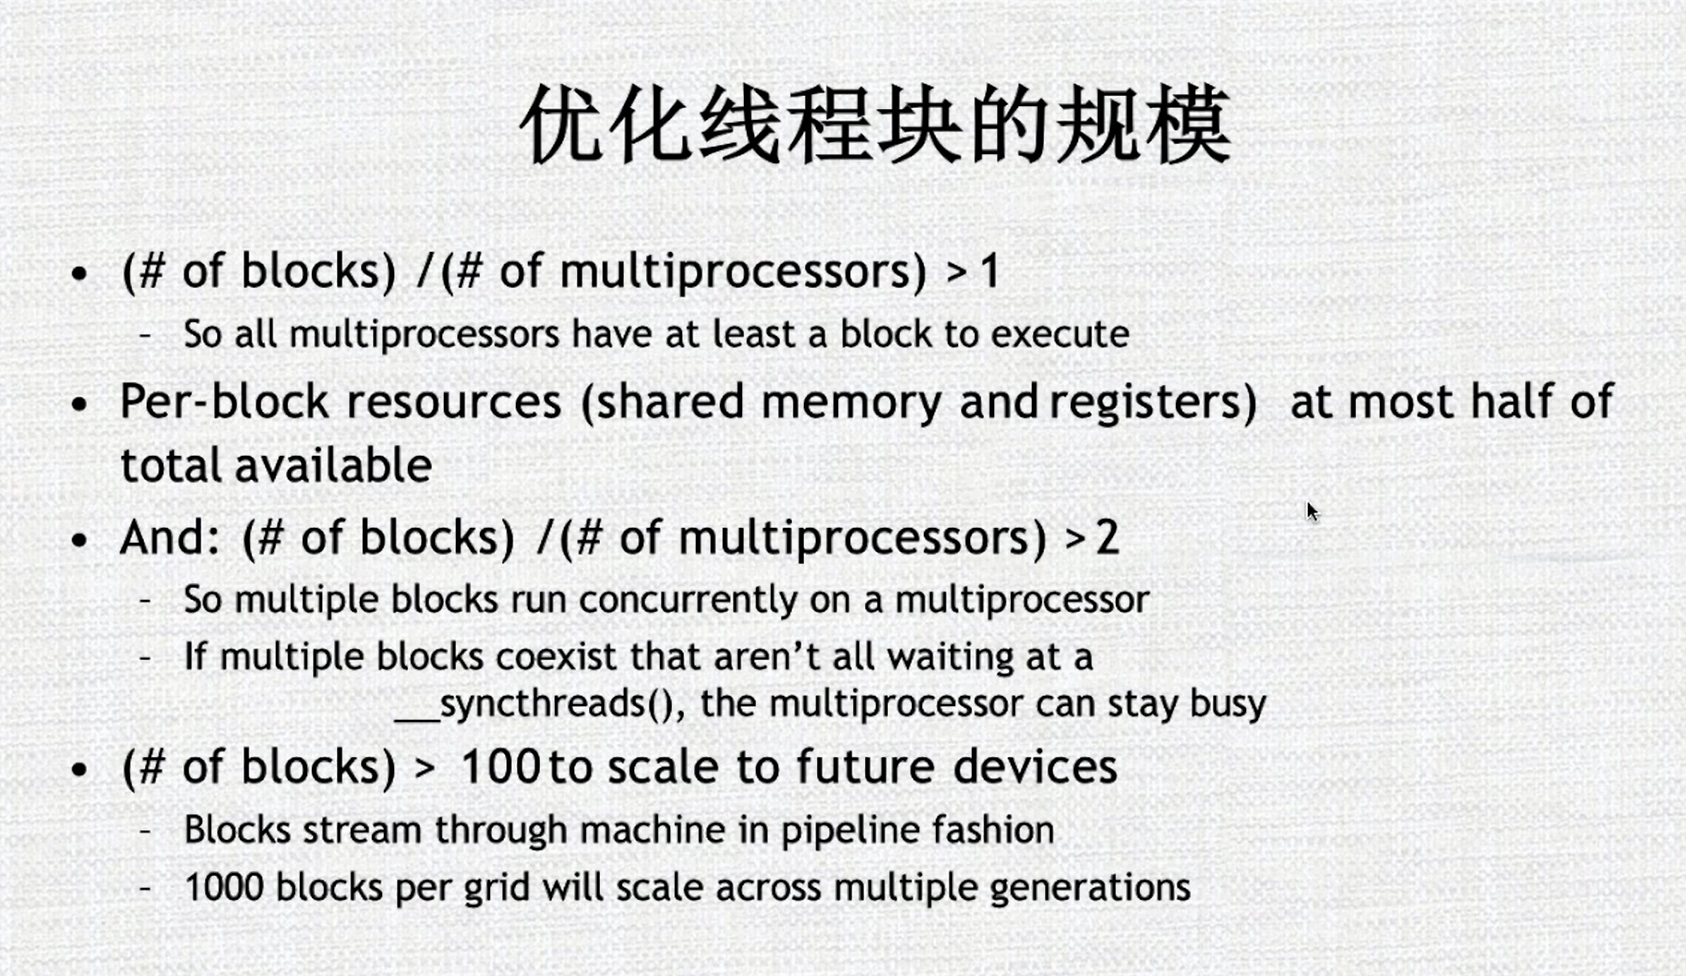 优化线程块的规模
• (# of blocks) /(# of multiprocessors) > 1
- So all multiprocessors have at least a block to execute
• Per-block resources (shared memory and registers) at most half of
total available
• And: (# of blocks) /(# of multiprocessors) > 2
- So multiple blocks run concurrently on a multiprocessor
- If multiple blocks coexist that aren’t all waiting at a
__syncthreads(), the multiprocessor can stay busy
• (# of blocks) > 100 to scale to future devices
- Blocks stream through machine in pipeline fashion
- 1000 blocks per grid will scale across multiple generations